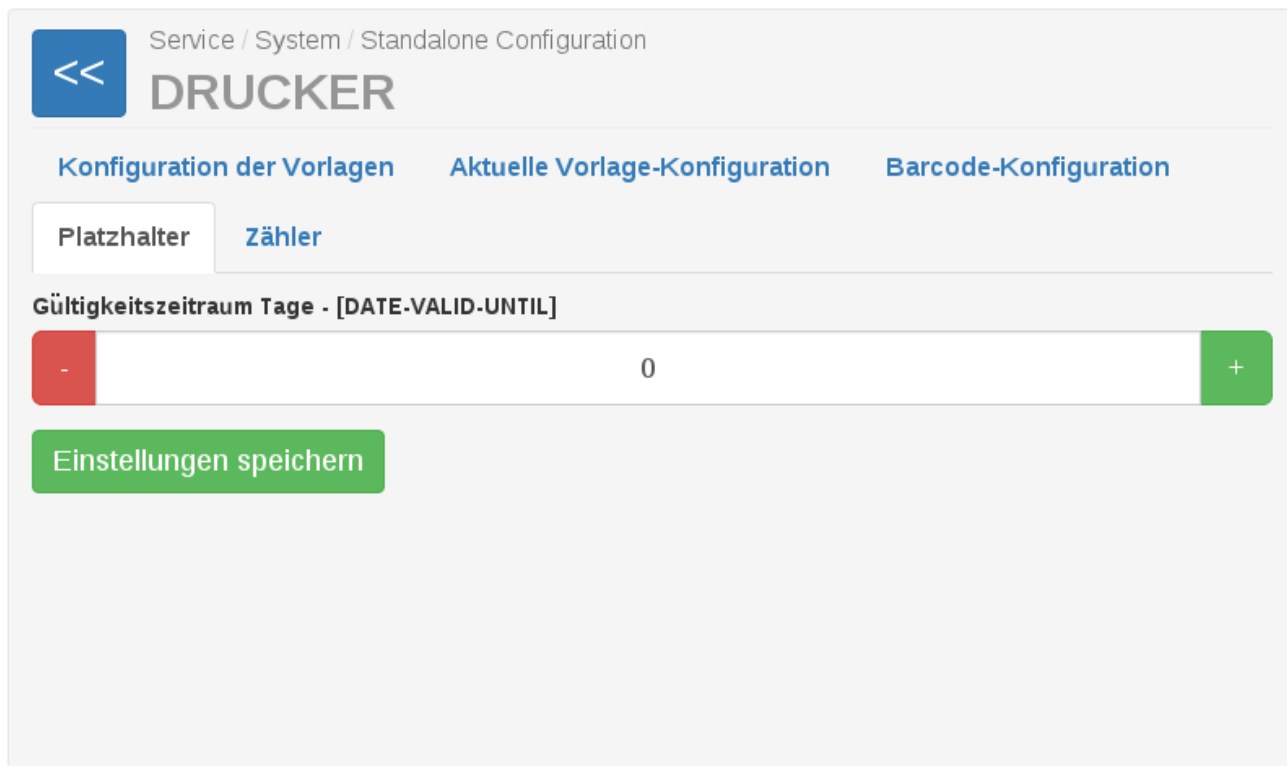 << Service / System / Standalone Configuration
DRUCKER
Konfiguration der Vorlagen Aktuelle Vorlage-Konfiguration Barcode-Konfiguration
Platzhalter Zähler
Gültigkeitszeitraum Tage - [DATE-VALID-UNTIL]
- 0 +
Einstellungen speichern